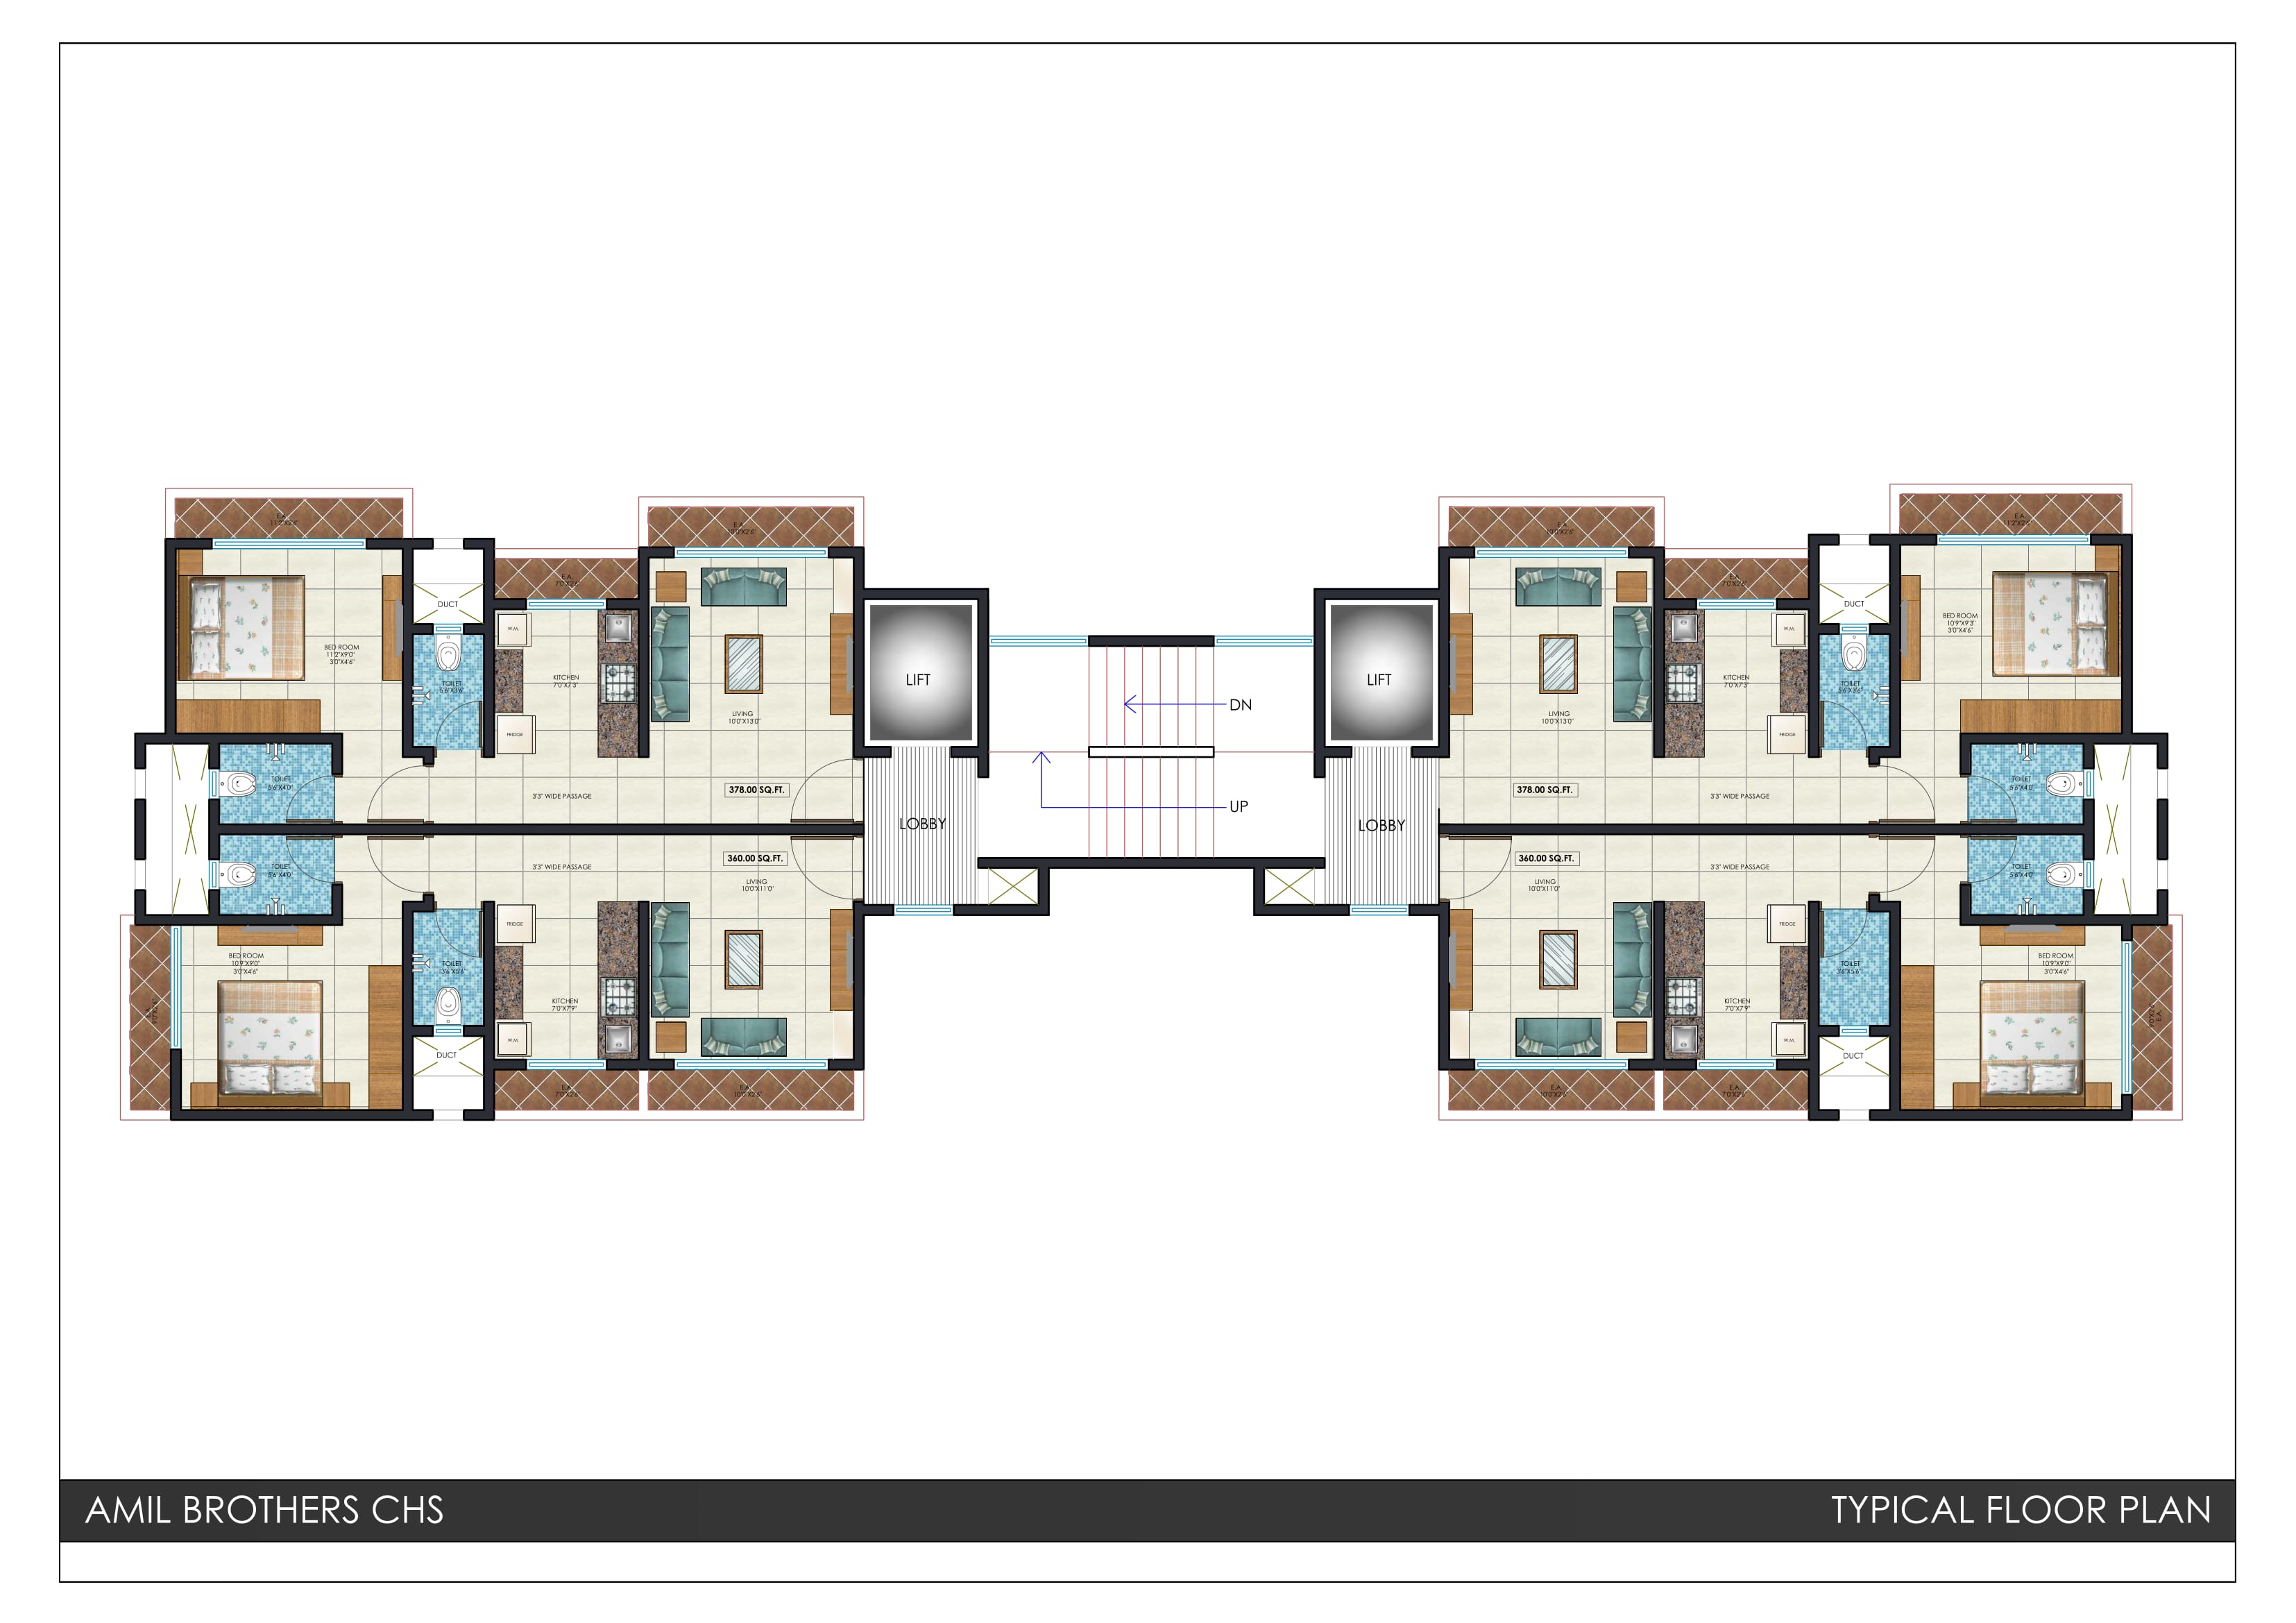 E.A.
11'2"X2'6"
E.A.
10'0"X2'6"
E.A.
10'0"X2'6"
E.A.
11'2"X2'6"
E.A.
7'0"X2'6"
E.A.
7'0"X2'6"
DUCT
DUCT
BED ROOM
11'2"X9'0"
3'0"X4'6"
W.M.
KITCHEN
7'0"X7'3"
FRIDGE
TOILET
5'6"X3'6"
LIVING
10'0"X13'0"
LIFT
DN
LIFT
LIVING
10'0"X13'0"
KITCHEN
7'0"X7'3"
W.M.
FRIDGE
TOILET
5'6"X3'6"
BED ROOM
10'9"X9'3"
3'0"X4'6"
TOILET
5'6"X4'0"
3'3" WIDE PASSAGE
378.00 SQ.FT.
UP
378.00 SQ.FT.
3'3" WIDE PASSAGE
TOILET
5'6"X4'0"
LOBBY
LOBBY
TOILET
5'6"X4'0"
3'3" WIDE PASSAGE
360.00 SQ.FT.
LIVING
10'0"X11'0"
360.00 SQ.FT.
LIVING
10'0"X11'0"
3'3" WIDE PASSAGE
TOILET
5'6"X4'0"
BED ROOM
10'9"X9'0"
3'0"X4'6"
TOILET
3'6"X5'6"
FRIDGE
KITCHEN
7'0"X7'9"
W.M.
FRIDGE
KITCHEN
7'0"X7'9"
W.M.
TOILET
3'6"X5'6"
BED ROOM
10'9"X9'0"
3'0"X4'6"
E.A.
E.A.
DUCT
DUCT
E.A.
7'0"X2'6"
E.A.
10'0"X2'6"
E.A.
10'0"X2'6"
E.A.
7'0"X2'6"
AMIL BROTHERS CHS
TYPICAL FLOOR PLAN